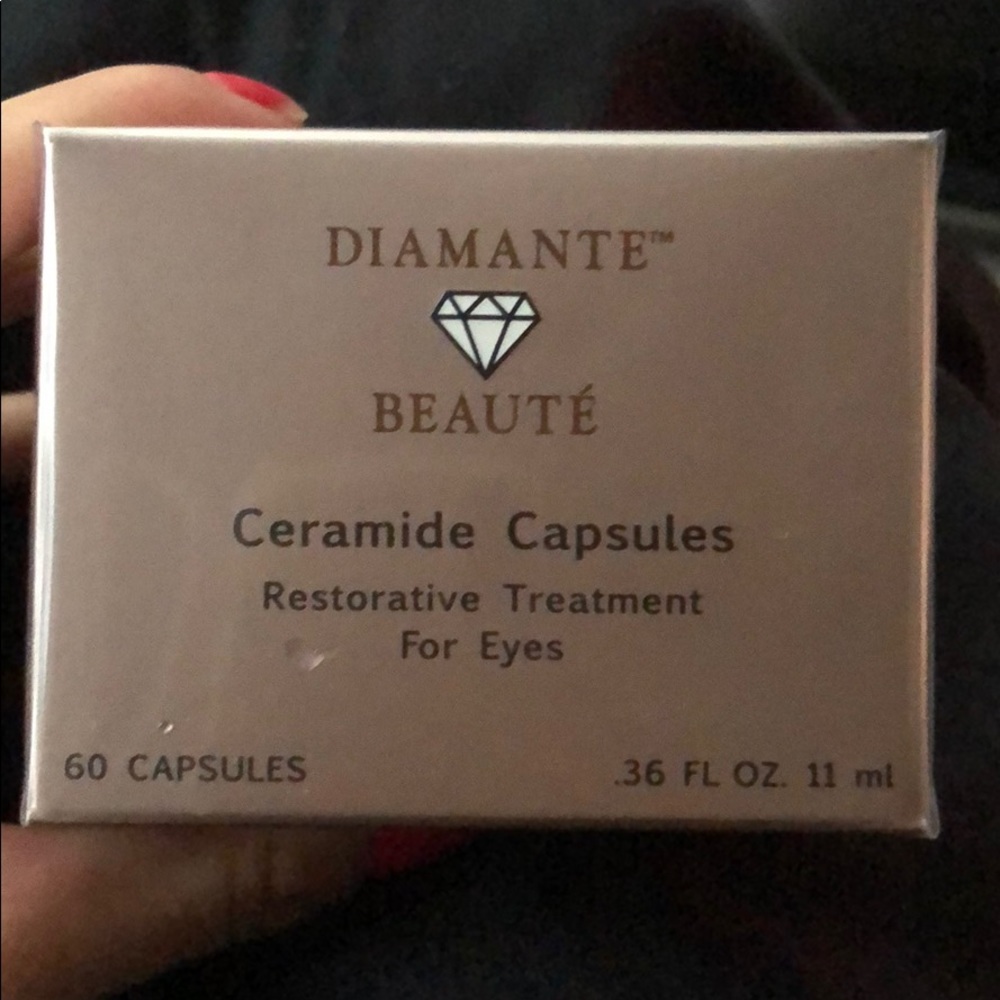 DIAMANTE™
BEAUTÉ
Ceramide Capsules
Restorative Treatment
For Eyes
60 CAPSULES .36 FL OZ. 11 ml